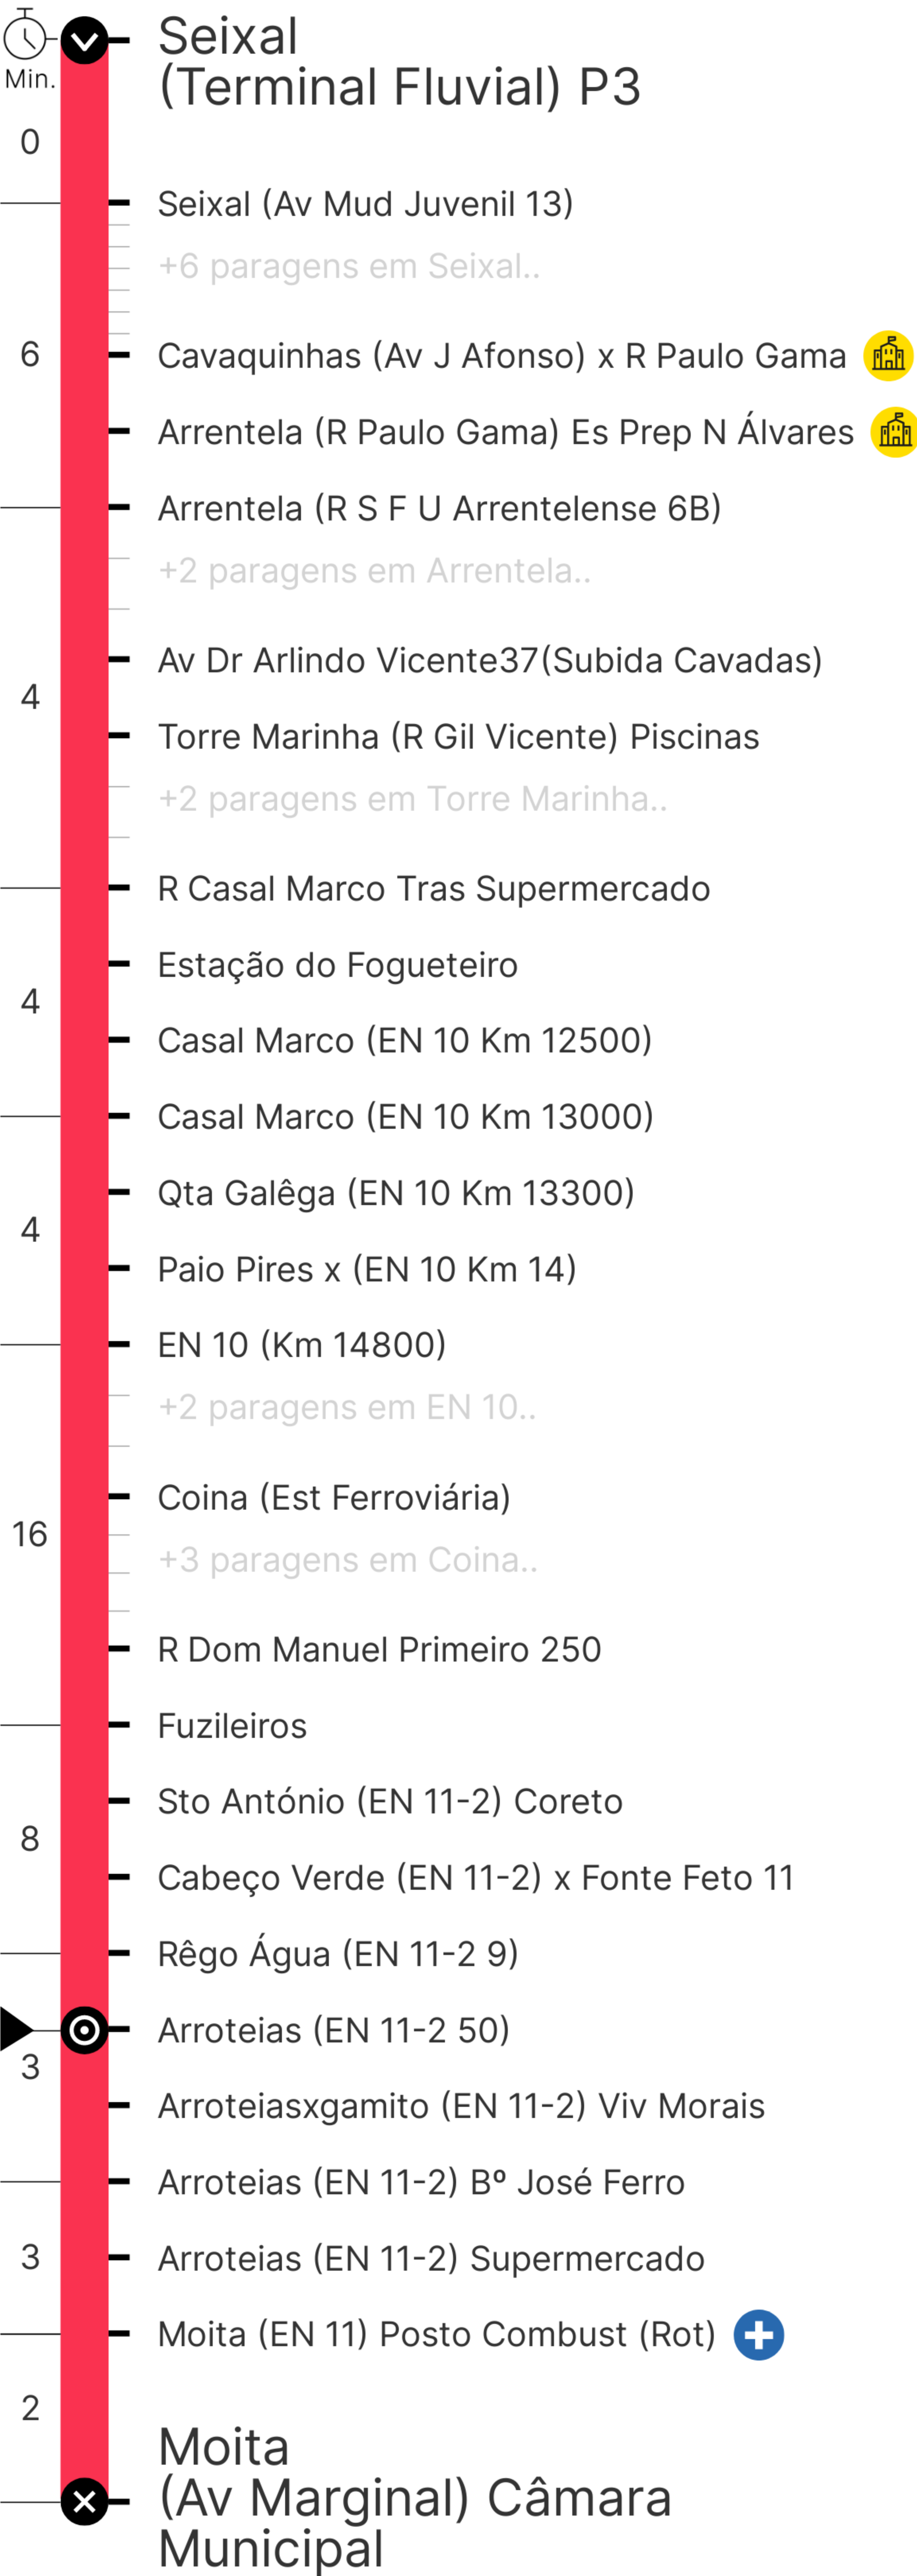 Seixal
(Terminal Fluvial) P3
Min.
0
Seixal (Av Mud Juvenil 13)
+6 paragens em Seixal..
6
Cavaquinhas (Av J Afonso) x R Paulo Gama
Arrentela (R Paulo Gama) Es Prep N Álvares
Arrentela (R S F U Arrentelense 6B)
+2 paragens em Arrentela..
Av Dr Arlindo Vicente37(Subida Cavadas)
4
Torre Marinha (R Gil Vicente) Piscinas
+2 paragens em Torre Marinha..
R Casal Marco Tras Supermercado
Estação do Fogueteiro
4
Casal Marco (EN 10 Km 12500)
Casal Marco (EN 10 Km 13000)
Qta Galêga (EN 10 Km 13300)
4
Paio Pires x (EN 10 Km 14)
EN 10 (Km 14800)
+2 paragens em EN 10..
Coina (Est Ferroviária)
16
+3 paragens em Coina..
R Dom Manuel Primeiro 250
Fuzileiros
Sto António (EN 11-2) Coreto
8
Cabeço Verde (EN 11-2) x Fonte Feto 11
Rêgo Água (EN 11-2 9)
Arroteias (EN 11-2 50)
3
Arroteiasxgamito (EN 11-2) Viv Morais
Arroteias (EN 11-2) Bº José Ferro
3
Arroteias (EN 11-2) Supermercado
Moita (EN 11) Posto Combust (Rot)
2
Moita
(Av Marginal) Câmara
Municipal